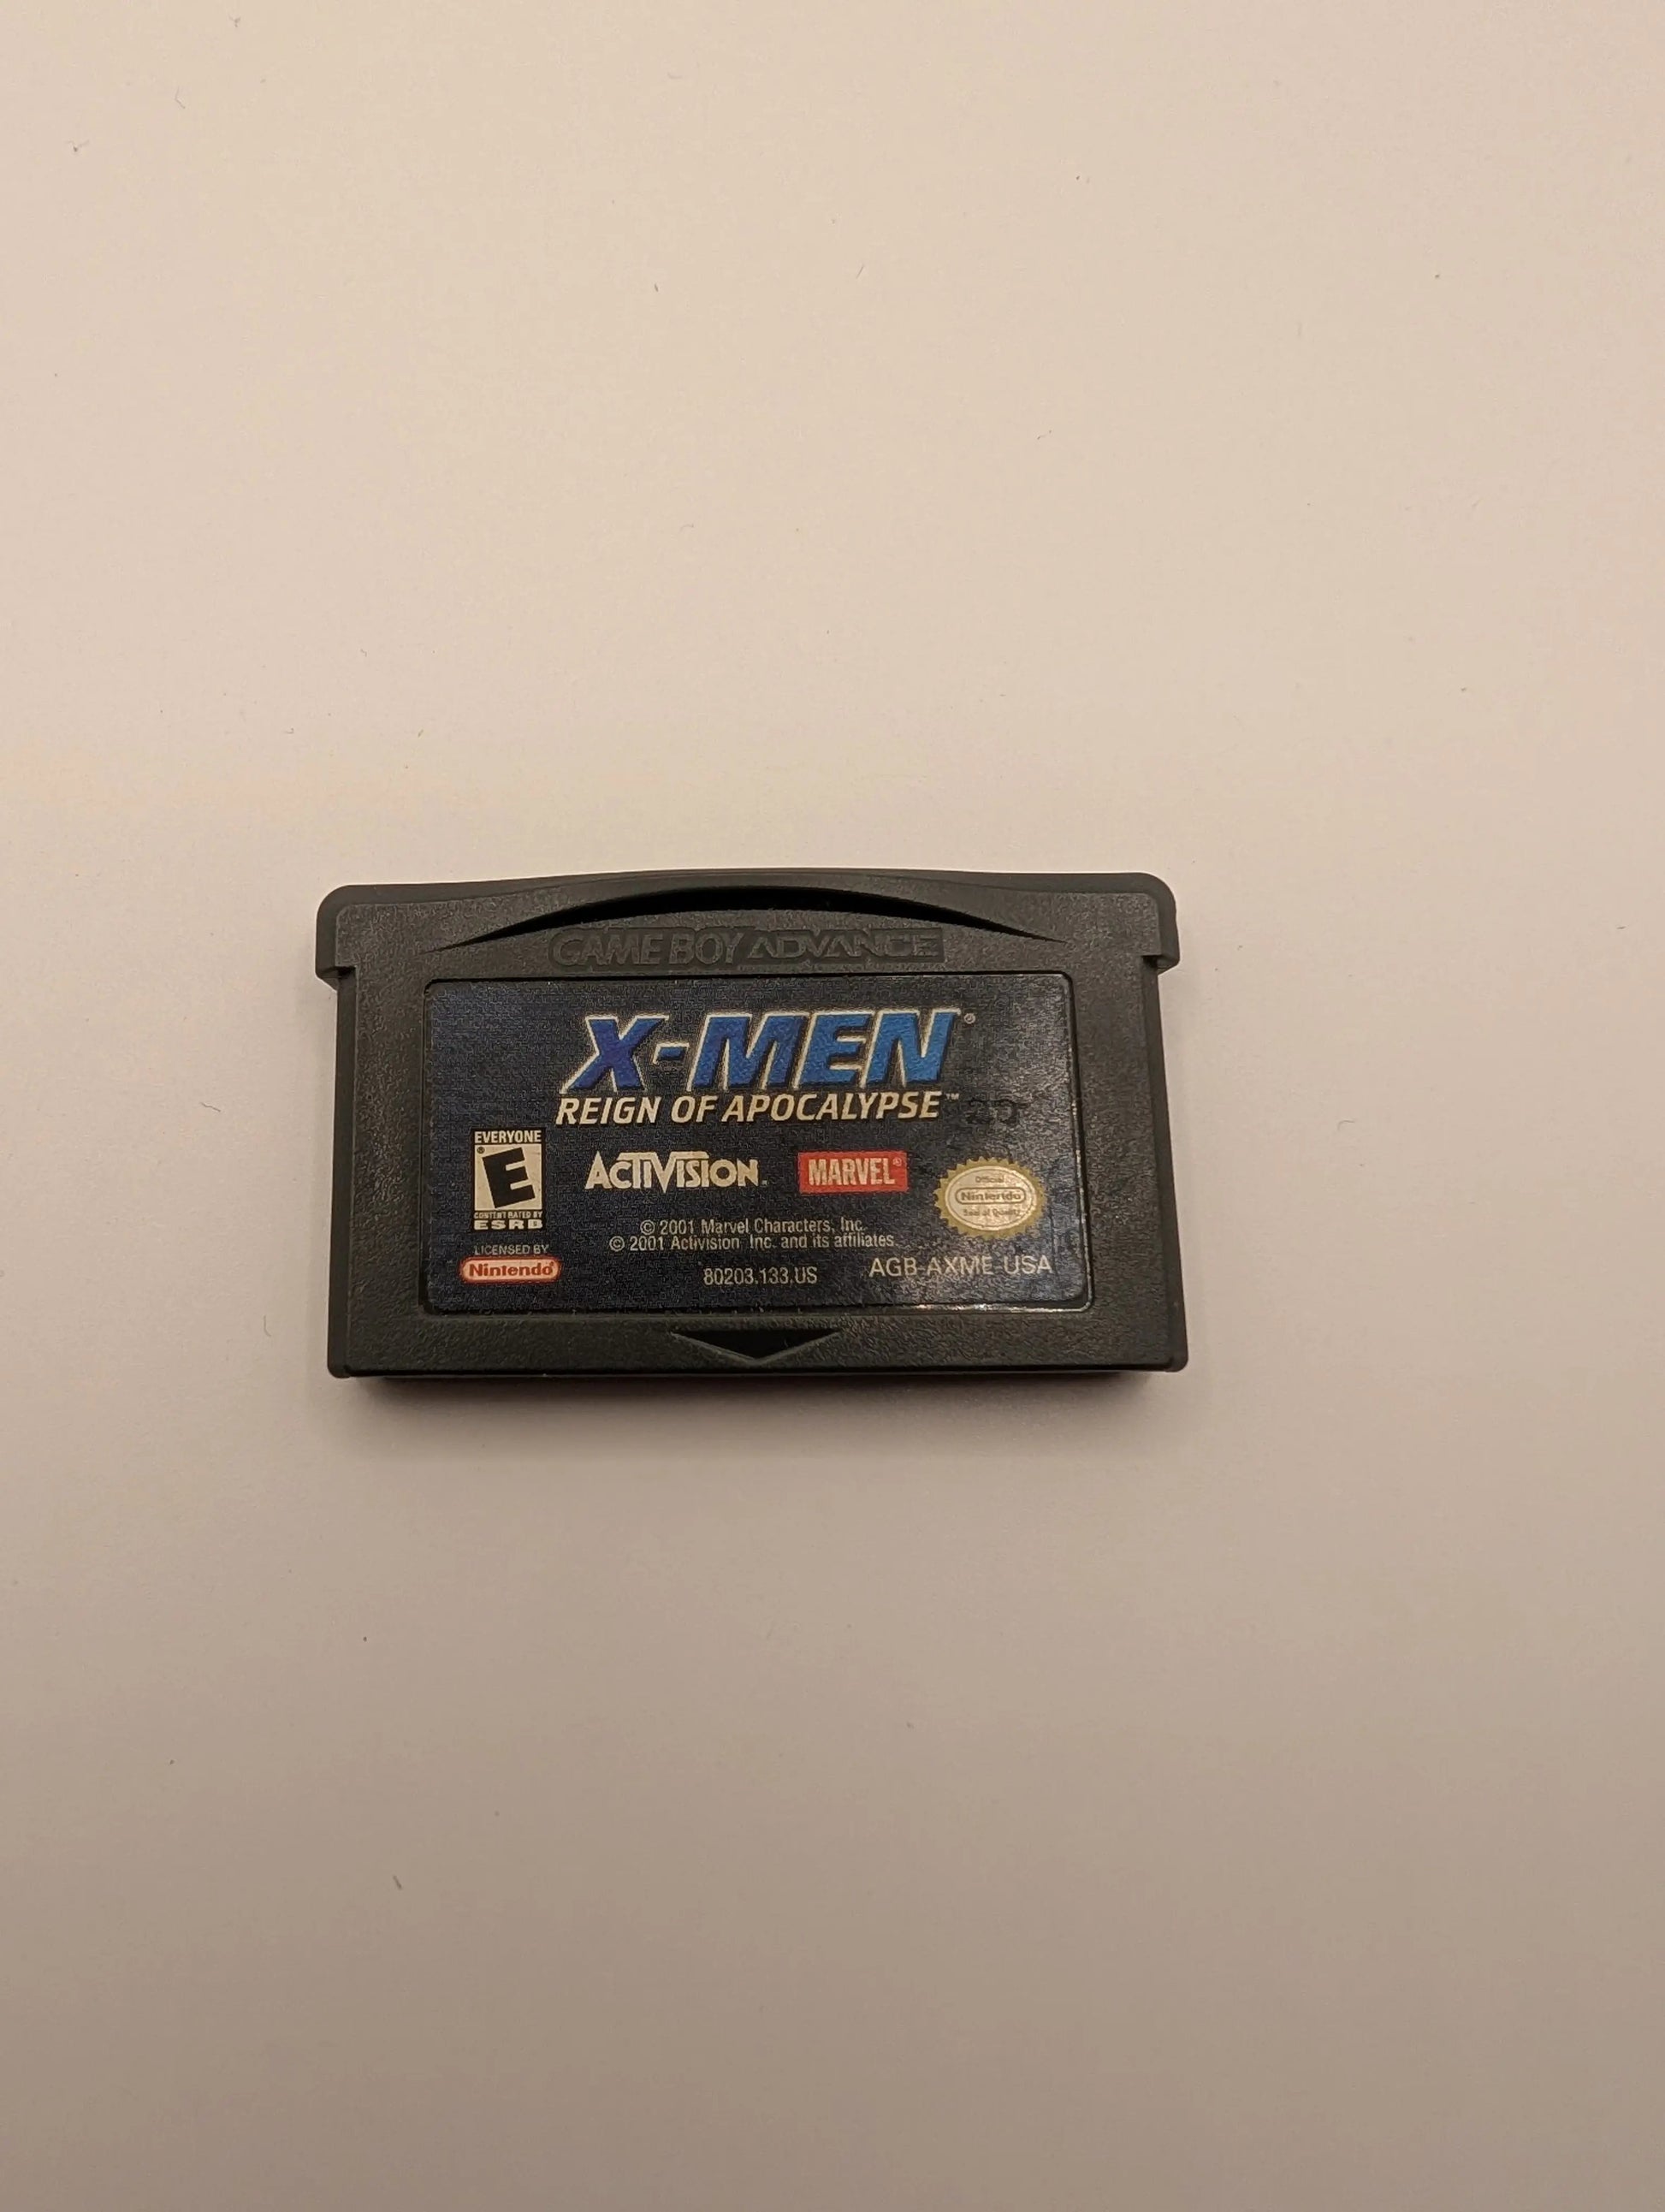 GAME BOY ADVANCE
X-MEN®
REIGN OF APOCALYPSE™
EVERYONE
E
CONTENT RATED BY
ESRB
ACTIVISION.
MARVEL®
Official
Nintendo
Seal of Quality
© 2001 Marvel Characters, Inc.
© 2001 Activision Inc. and its affiliates.
LICENSED BY
Nintendo®
80203.133.US
AGB-AXME-USA